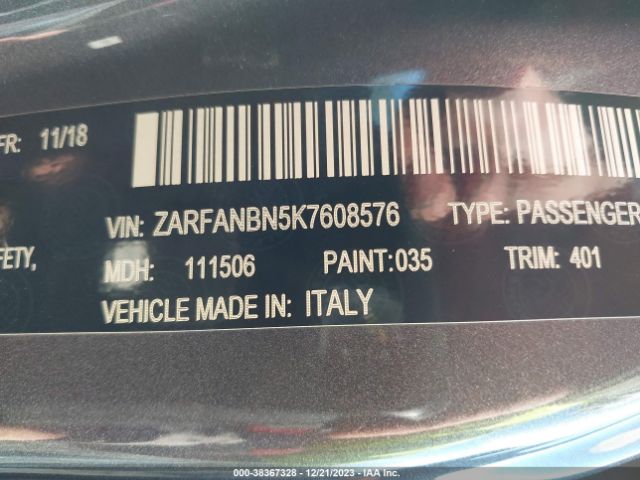 FR: 11/18
VIN: ZARFANBN5K7608576 TYPE: PASSENGER
FETY,
MDH: 111506 PAINT:035 TRIM: 401
VEHICLE MADE IN: ITALY
000-38367328 - 12/21/2023 - IAA Inc.